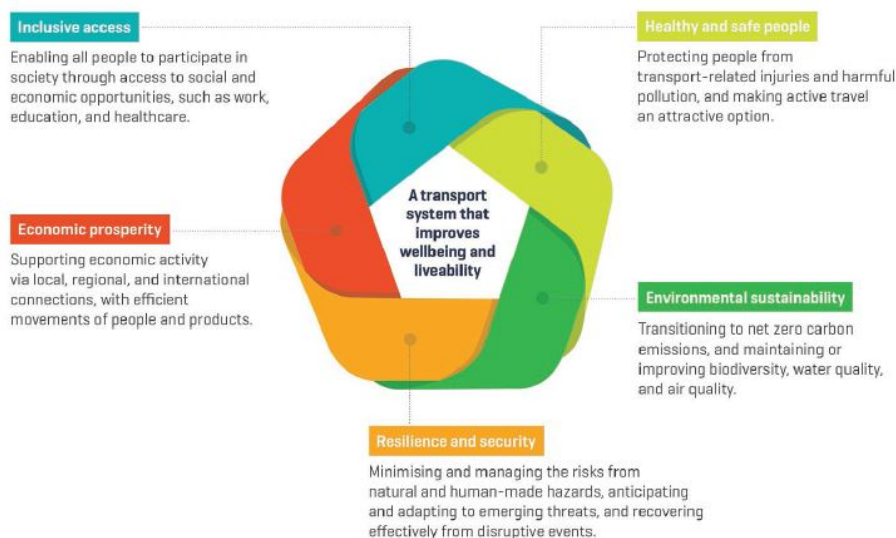 Inclusive access
Enabling all people to participate in
society through access to social and
economic opportunities, such as work,
education, and healthcare.
Healthy and safe people
Protecting people from
transport-related injuries and harmful
pollution, and making active travel
an attractive option.
A transport
system that
improves
wellbeing and
liveability
Economic prosperity
Supporting economic activity
via local, regional, and international
connections, with efficient
movements of people and products.
Environmental sustainability
Transitioning to net zero carbon
emissions, and maintaining or
improving biodiversity, water quality,
and air quality.
Resilience and security
Minimising and managing the risks from
natural and human-made hazards, anticipating
and adapting to emerging threats, and recovering
effectively from disruptive events.